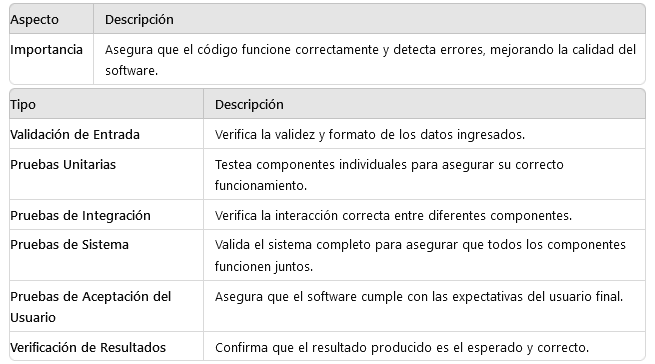 Aspecto Descripción
Importancia Asegura que el código funcione correctamente y detecta errores, mejorando la calidad del
software.
Tipo Descripción
Validación de Entrada Verifica la validez y formato de los datos ingresados.
Pruebas Unitarias Testea componentes individuales para asegurar su correcto
funcionamiento.
Pruebas de Integración Verifica la interacción correcta entre diferentes componentes.
Pruebas de Sistema Valida el sistema completo para asegurar que todos los componentes
funcionen juntos.
Pruebas de Aceptación del Asegura que el software cumple con las expectativas del usuario final.
Usuario
Verificación de Resultados Confirma que el resultado producido es el esperado y correcto.